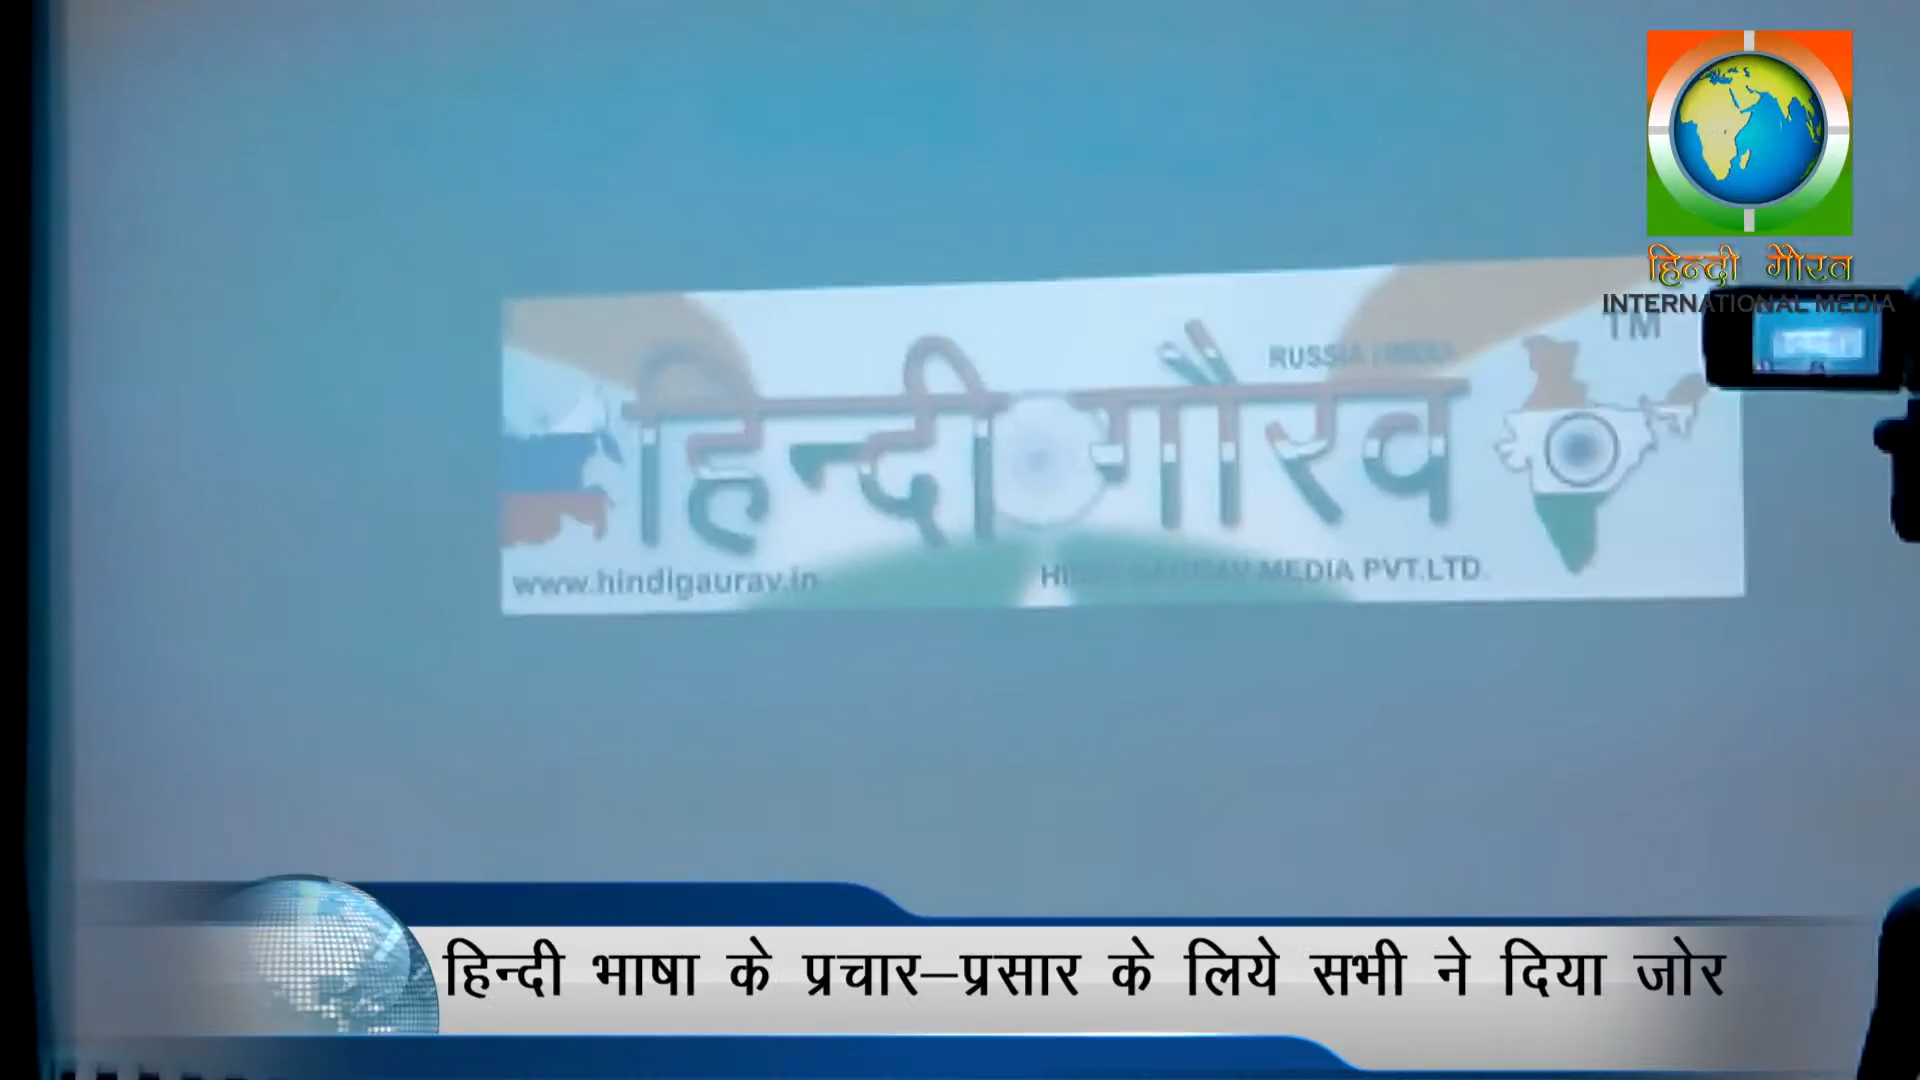 हिन्दी गौरव
INTERNATIONAL MEDIA
TM
RUSSIA
हिन्दी गौरव
www.hindigaurav.in
MEDIA PVT.LTD.
हिन्दी भाषा के प्रचार–प्रसार के लिये सभी ने दिया जोर